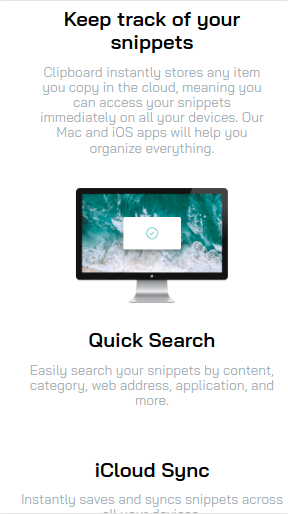 Keep track of your
snippets
Clipboard instantly stores any item
you copy in the cloud, meaning you
can access your snippets
immediately on all your devices. Our
Mac and iOS apps will help you
organize everything.
Quick Search
Easily search your snippets by content,
category, web address, application, and
more.
iCloud Sync
Instantly saves and syncs snippets across
all your devices